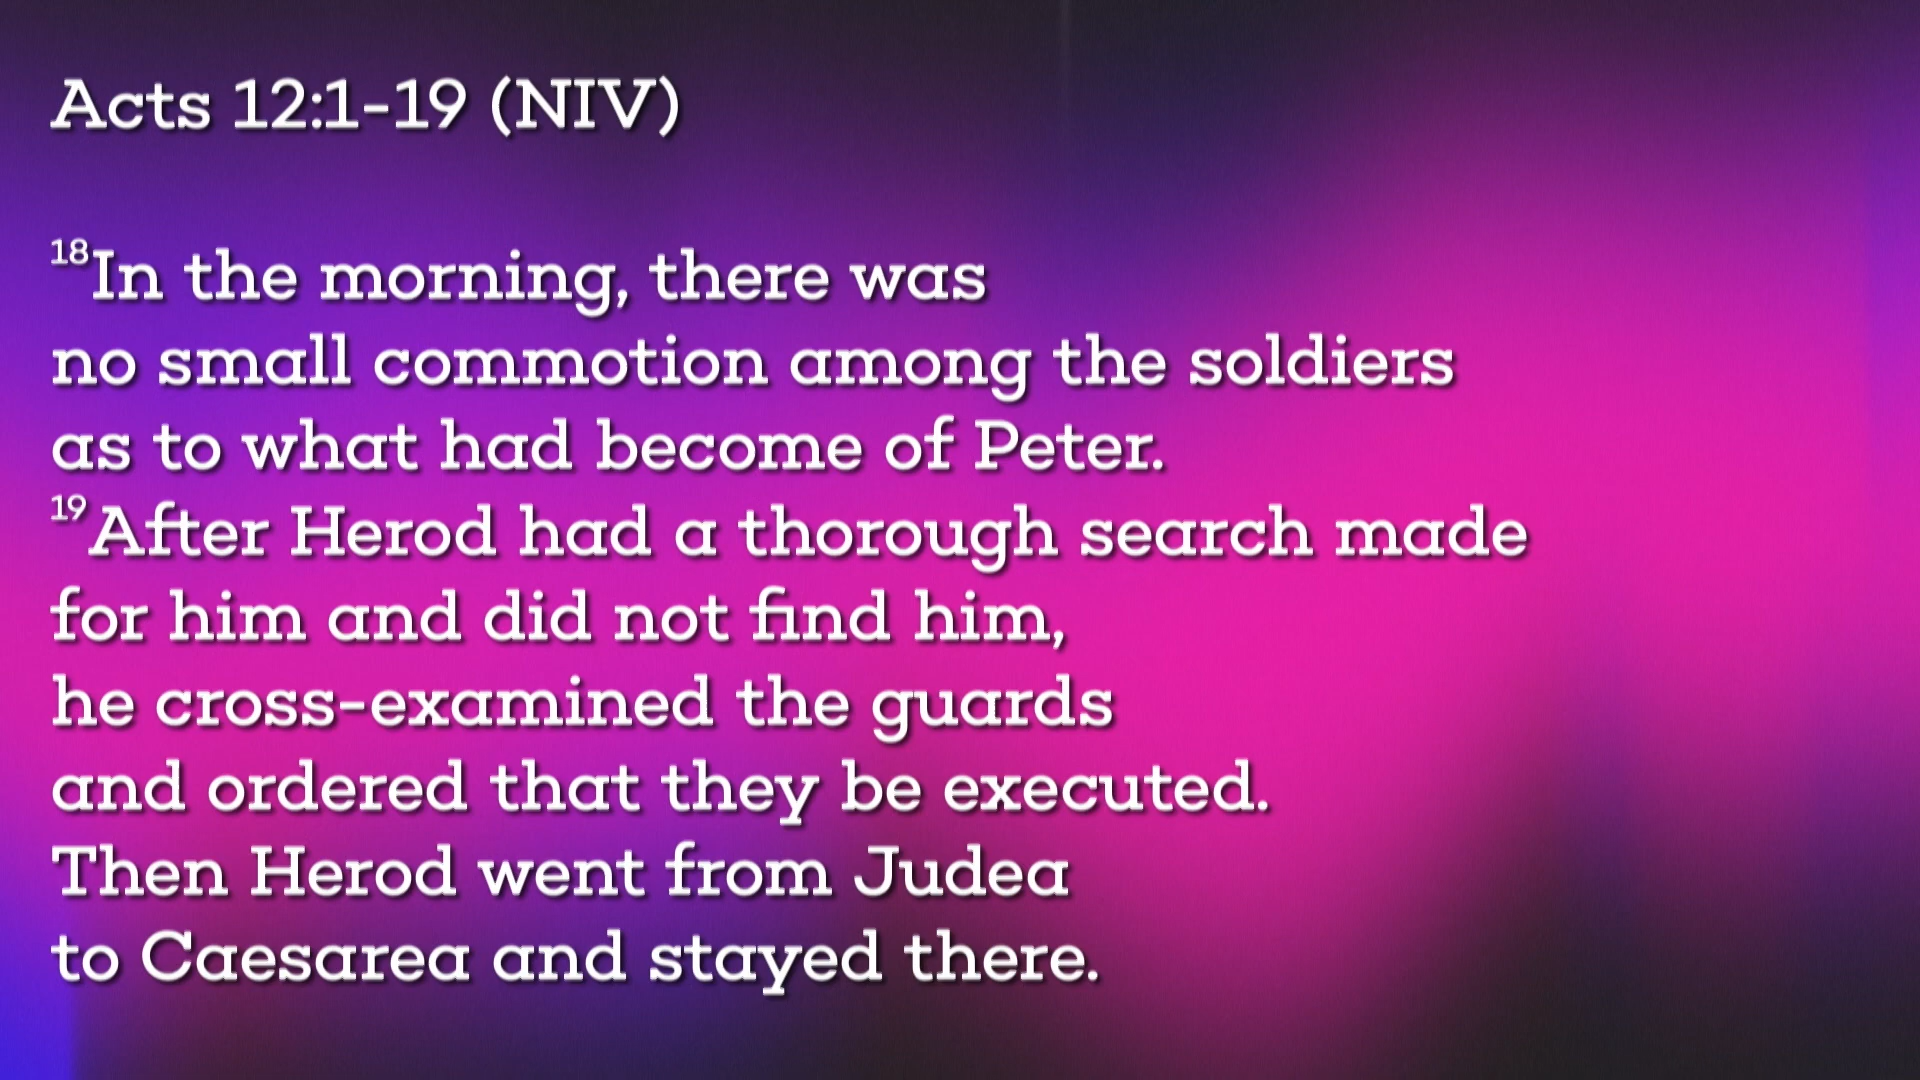 Acts 12:1-19 (NIV)
18In the morning, there was
no small commotion among the soldiers
as to what had become of Peter.
19After Herod had a thorough search made
for him and did not find him,
he cross-examined the guards
and ordered that they be executed.
Then Herod went from Judea
to Caesarea and stayed there.